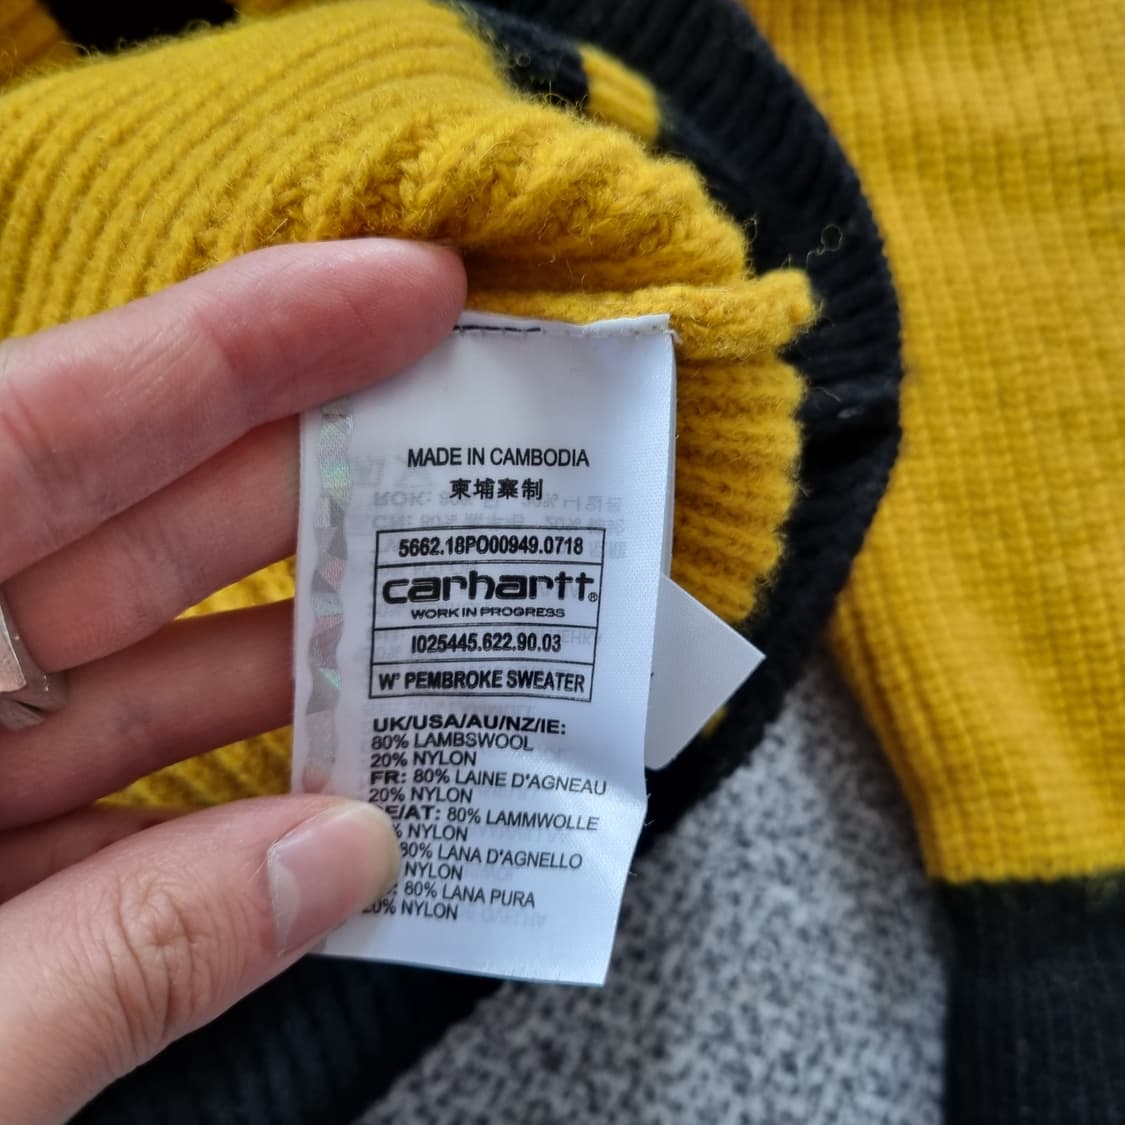 MADE IN CAMBODIA
柬埔寨制
5662.18PO00949.0718
carhartt®
WORK IN PROGRESS
I025445.622.90.03
W' PEMBROKE SWEATER
UK/USA/AU/NZ/IE:
80% LAMBSWOOL
20% NYLON
FR: 80% LAINE D'AGNEAU
20% NYLON
E/AT: 80% LAMMWOLLE
% NYLON
80% LANA D'AGNELLO
NYLON
: 80% LANA PURA
20% NYLON